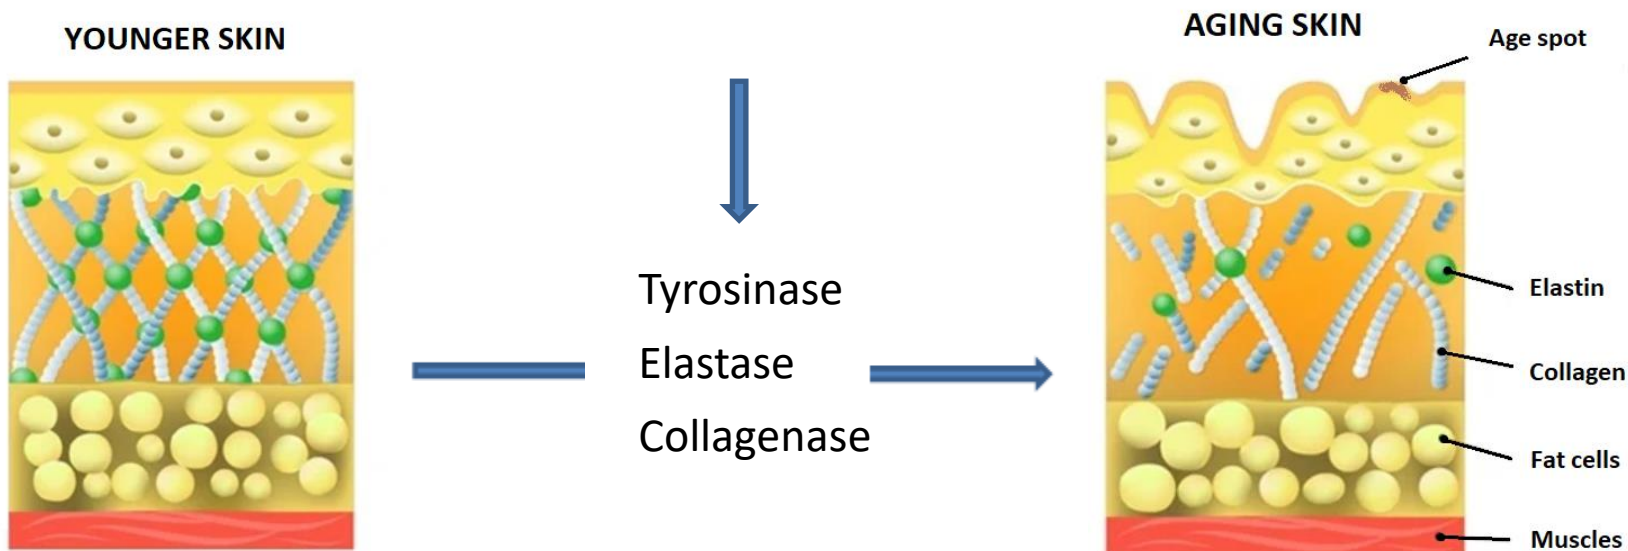 YOUNGER SKIN
AGING SKIN
Age spot
Tyrosinase
Elastase
Collagenase
Elastin
Collagen
Fat cells
Muscles